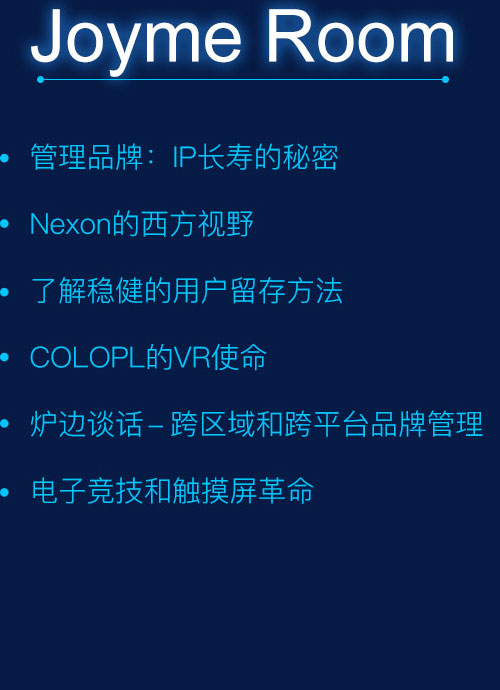 Joyme Room
• 管理品牌：IP长寿的秘密
• Nexon的西方视野
• 了解稳健的用户留存方法
• COLOPL的VR使命
• 炉边谈话 – 跨区域和跨平台品牌管理
• 电子竞技和触摸屏革命